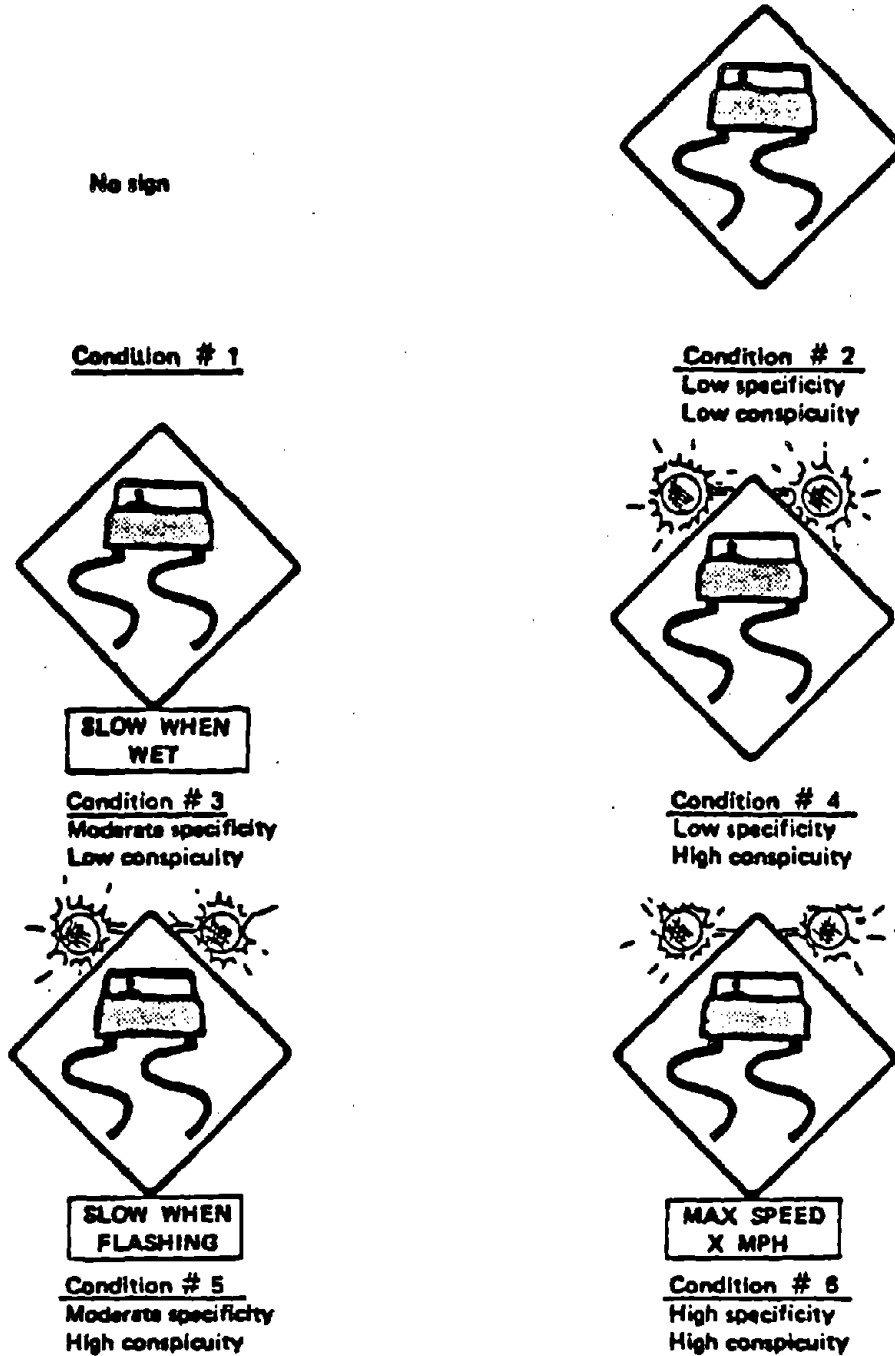 No sign
Condition # 1
Condition # 2
Low specificity
Low conspicuity
SLOW WHEN
WET
Condition # 3
Moderate specificity
Low conspicuity
Condition # 4
Low specificity
High conspicuity
SLOW WHEN
FLASHING
Condition # 5
Moderate specificity
High conspicuity
MAX SPEED
X MPH
Condition # 6
High specificity
High conspicuity